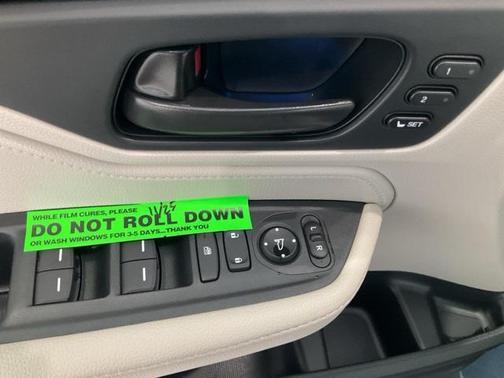 1
2
SET
WHILE FILM CURES, PLEASE 11/25
DO NOT ROLL DOWN
OR WASH WINDOWS FOR 3-5 DAYS...THANK YOU
L
R